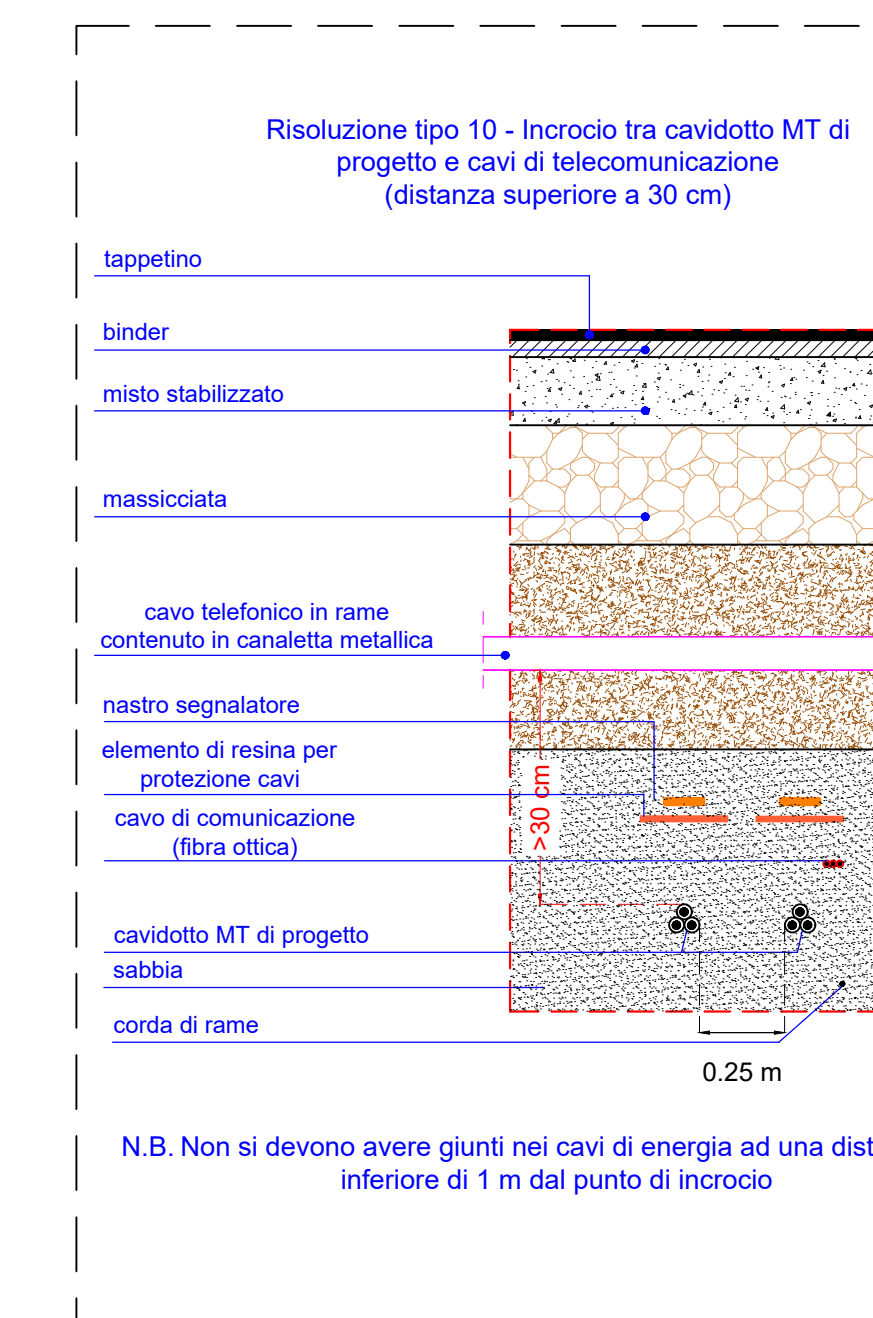 Risoluzione tipo 10 - Incrocio tra cavidotto MT di
progetto e cavi di telecomunicazione
(distanza superiore a 30 cm)
tappetino
binder
misto stabilizzato
massicciata
cavo telefonico in rame
contenuto in canaletta metallica
nastro segnalatore
elemento di resina per
protezione cavi
cavo di comunicazione
(fibra ottica)
>30 cm
cavidotto MT di progetto
sabbia
corda di rame
0.25 m
N.B. Non si devono avere giunti nei cavi di energia ad una dist
inferiore di 1 m dal punto di incrocio